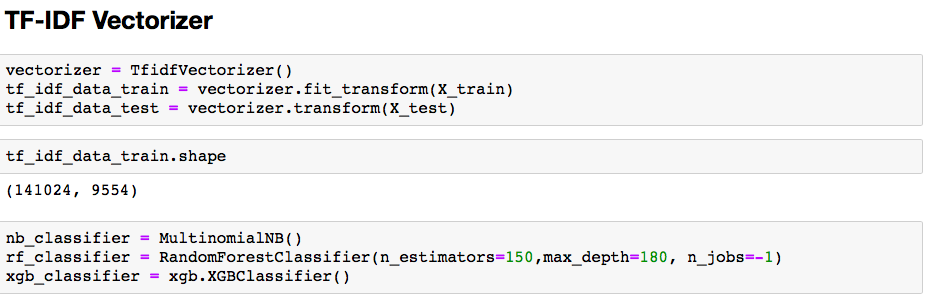 TF-IDF Vectorizer
vectorizer = TfidfVectorizer()
tf_idf_data_train = vectorizer.fit_transform(X_train)
tf_idf_data_test = vectorizer.transform(X_test)
tf_idf_data_train.shape
(141024, 9554)
nb_classifier = MultinomialNB()
rf_classifier = RandomForestClassifier(n_estimators=150,max_depth=180, n_jobs=-1)
xgb_classifier = xgb.XGBClassifier()